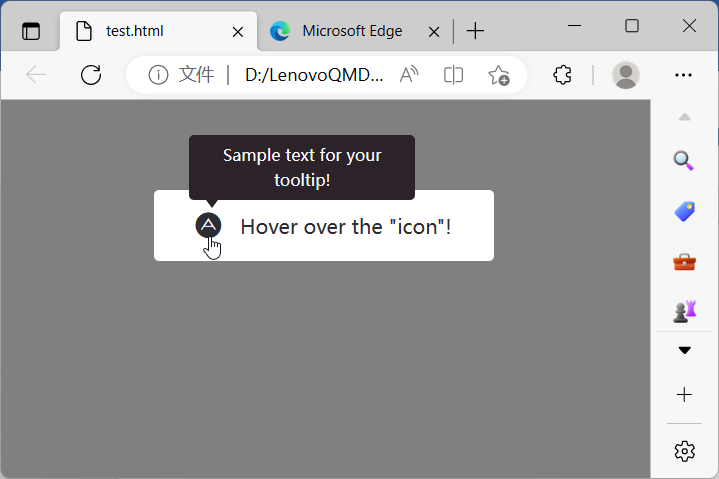 test.html
Microsoft Edge
文件
D:/LenovoQMD...
Sample text for your
tooltip!
A
Hover over the "icon"!